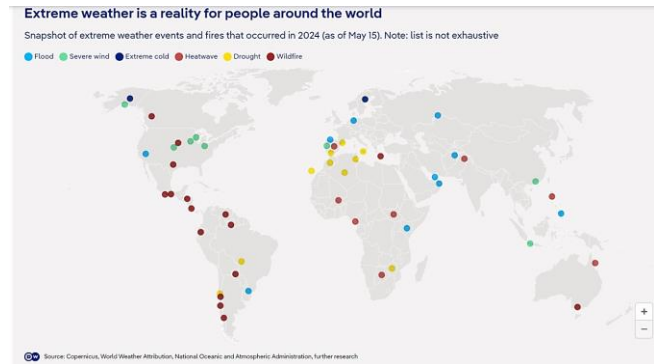 Extreme weather is a reality for people around the world
Snapshot of extreme weather events and fires that occurred in 2024 (as of May 15). Note: list is not exhaustive
Flood Severe wind Extreme cold Heatwave Drought Wildfire
+
−
DW Source: Copernicus, World Weather Attribution, National Oceanic and Atmospheric Administration, further research